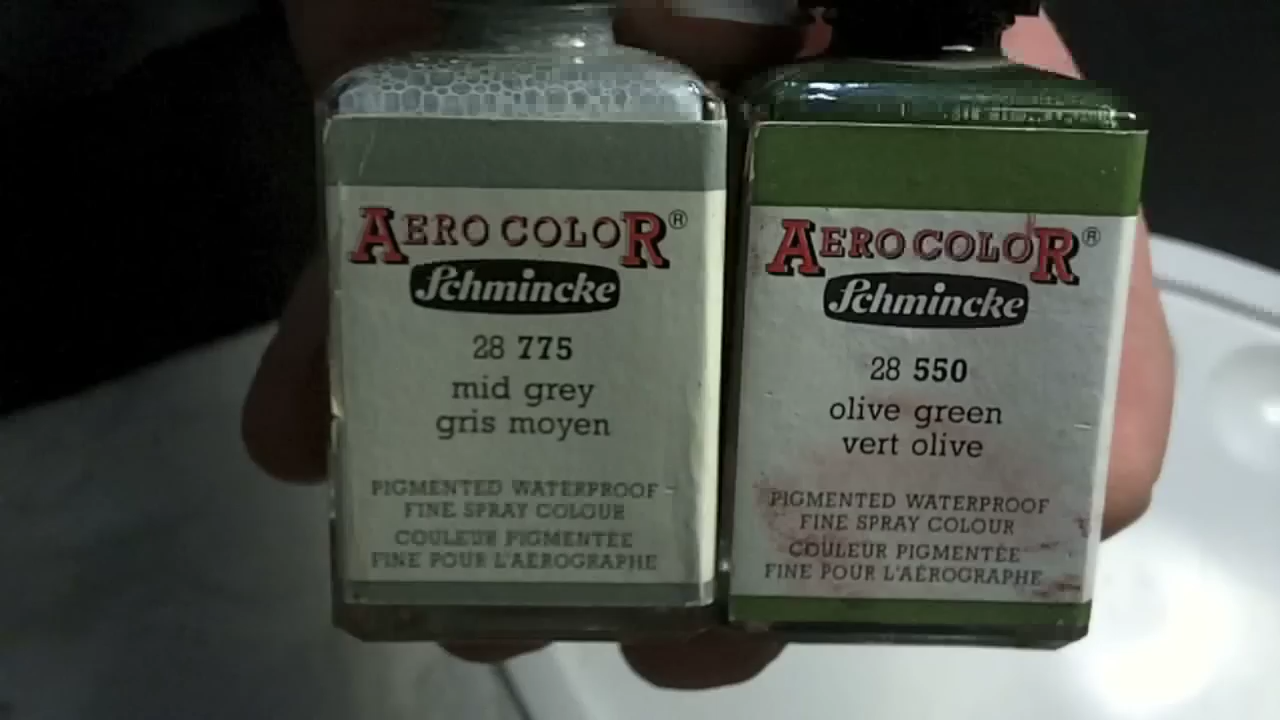 AERO COLOR®
Schmincke
28 775
mid grey
gris moyen
PIGMENTED WATERPROOF
FINE SPRAY COLOUR
COULEUR PIGMENTÉE
FINE POUR L'AÉROGRAPHE
AERO COLOR®
Schmincke
28 550
olive green
vert olive
PIGMENTED WATERPROOF
FINE SPRAY COLOUR
COULEUR PIGMENTÉE
FINE POUR L'AÉROGRAPHE